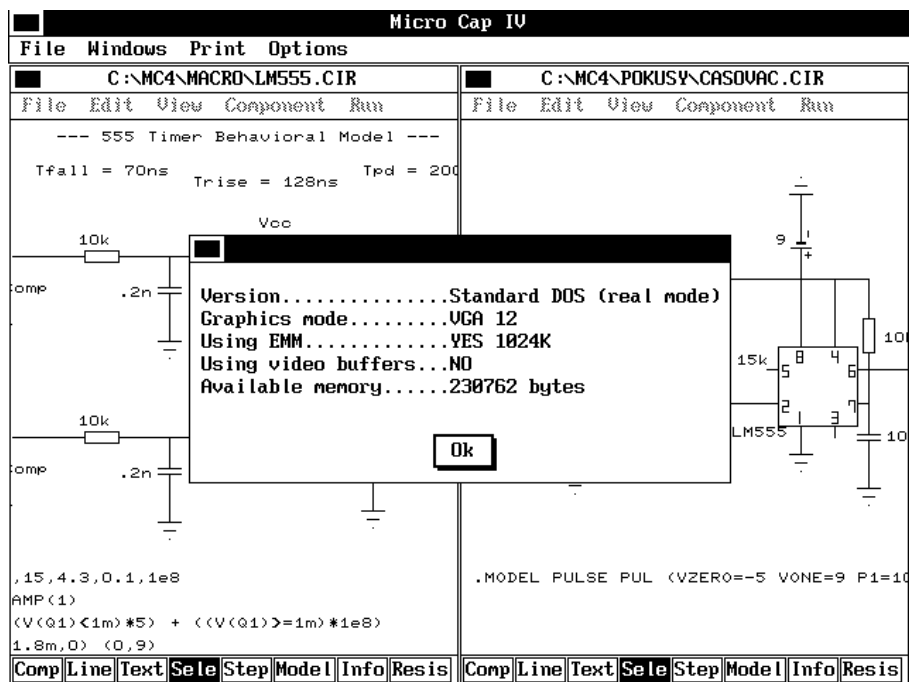 Micro Cap IV
File Windows Print Options
C:\MC4\MACRO\LM555.CIR
File Edit View Component Run
--- 555 Timer Behavioral Model ---
Tfall = 70ns
Trise = 128ns
Tpd = 200
Vcc
10k
omp
.2n
10k
omp
.2n
,15,4.3,0.1,1e8
AMP(1)
(V(Q1)<1m)*5) + ((V(Q1)>=1m)*1e8)
1.8m,0) (0,9)
Comp Line Text Sele Step Model Info Resis
Version...............Standard DOS (real mode)
Graphics mode.........VGA 12
Using EMM.............YES 1024K
Using video buffers...NO
Available memory......230762 bytes
Ok
C:\MC4\POKUSY\CASOVAC.CIR
File Edit View Component Run
9
+
10
15k
8 4
5 6
2 7
1 3
LM555
10
.MODEL PULSE PUL (VZERO=-5 VONE=9 P1=10
Comp Line Text Sele Step Model Info Resis